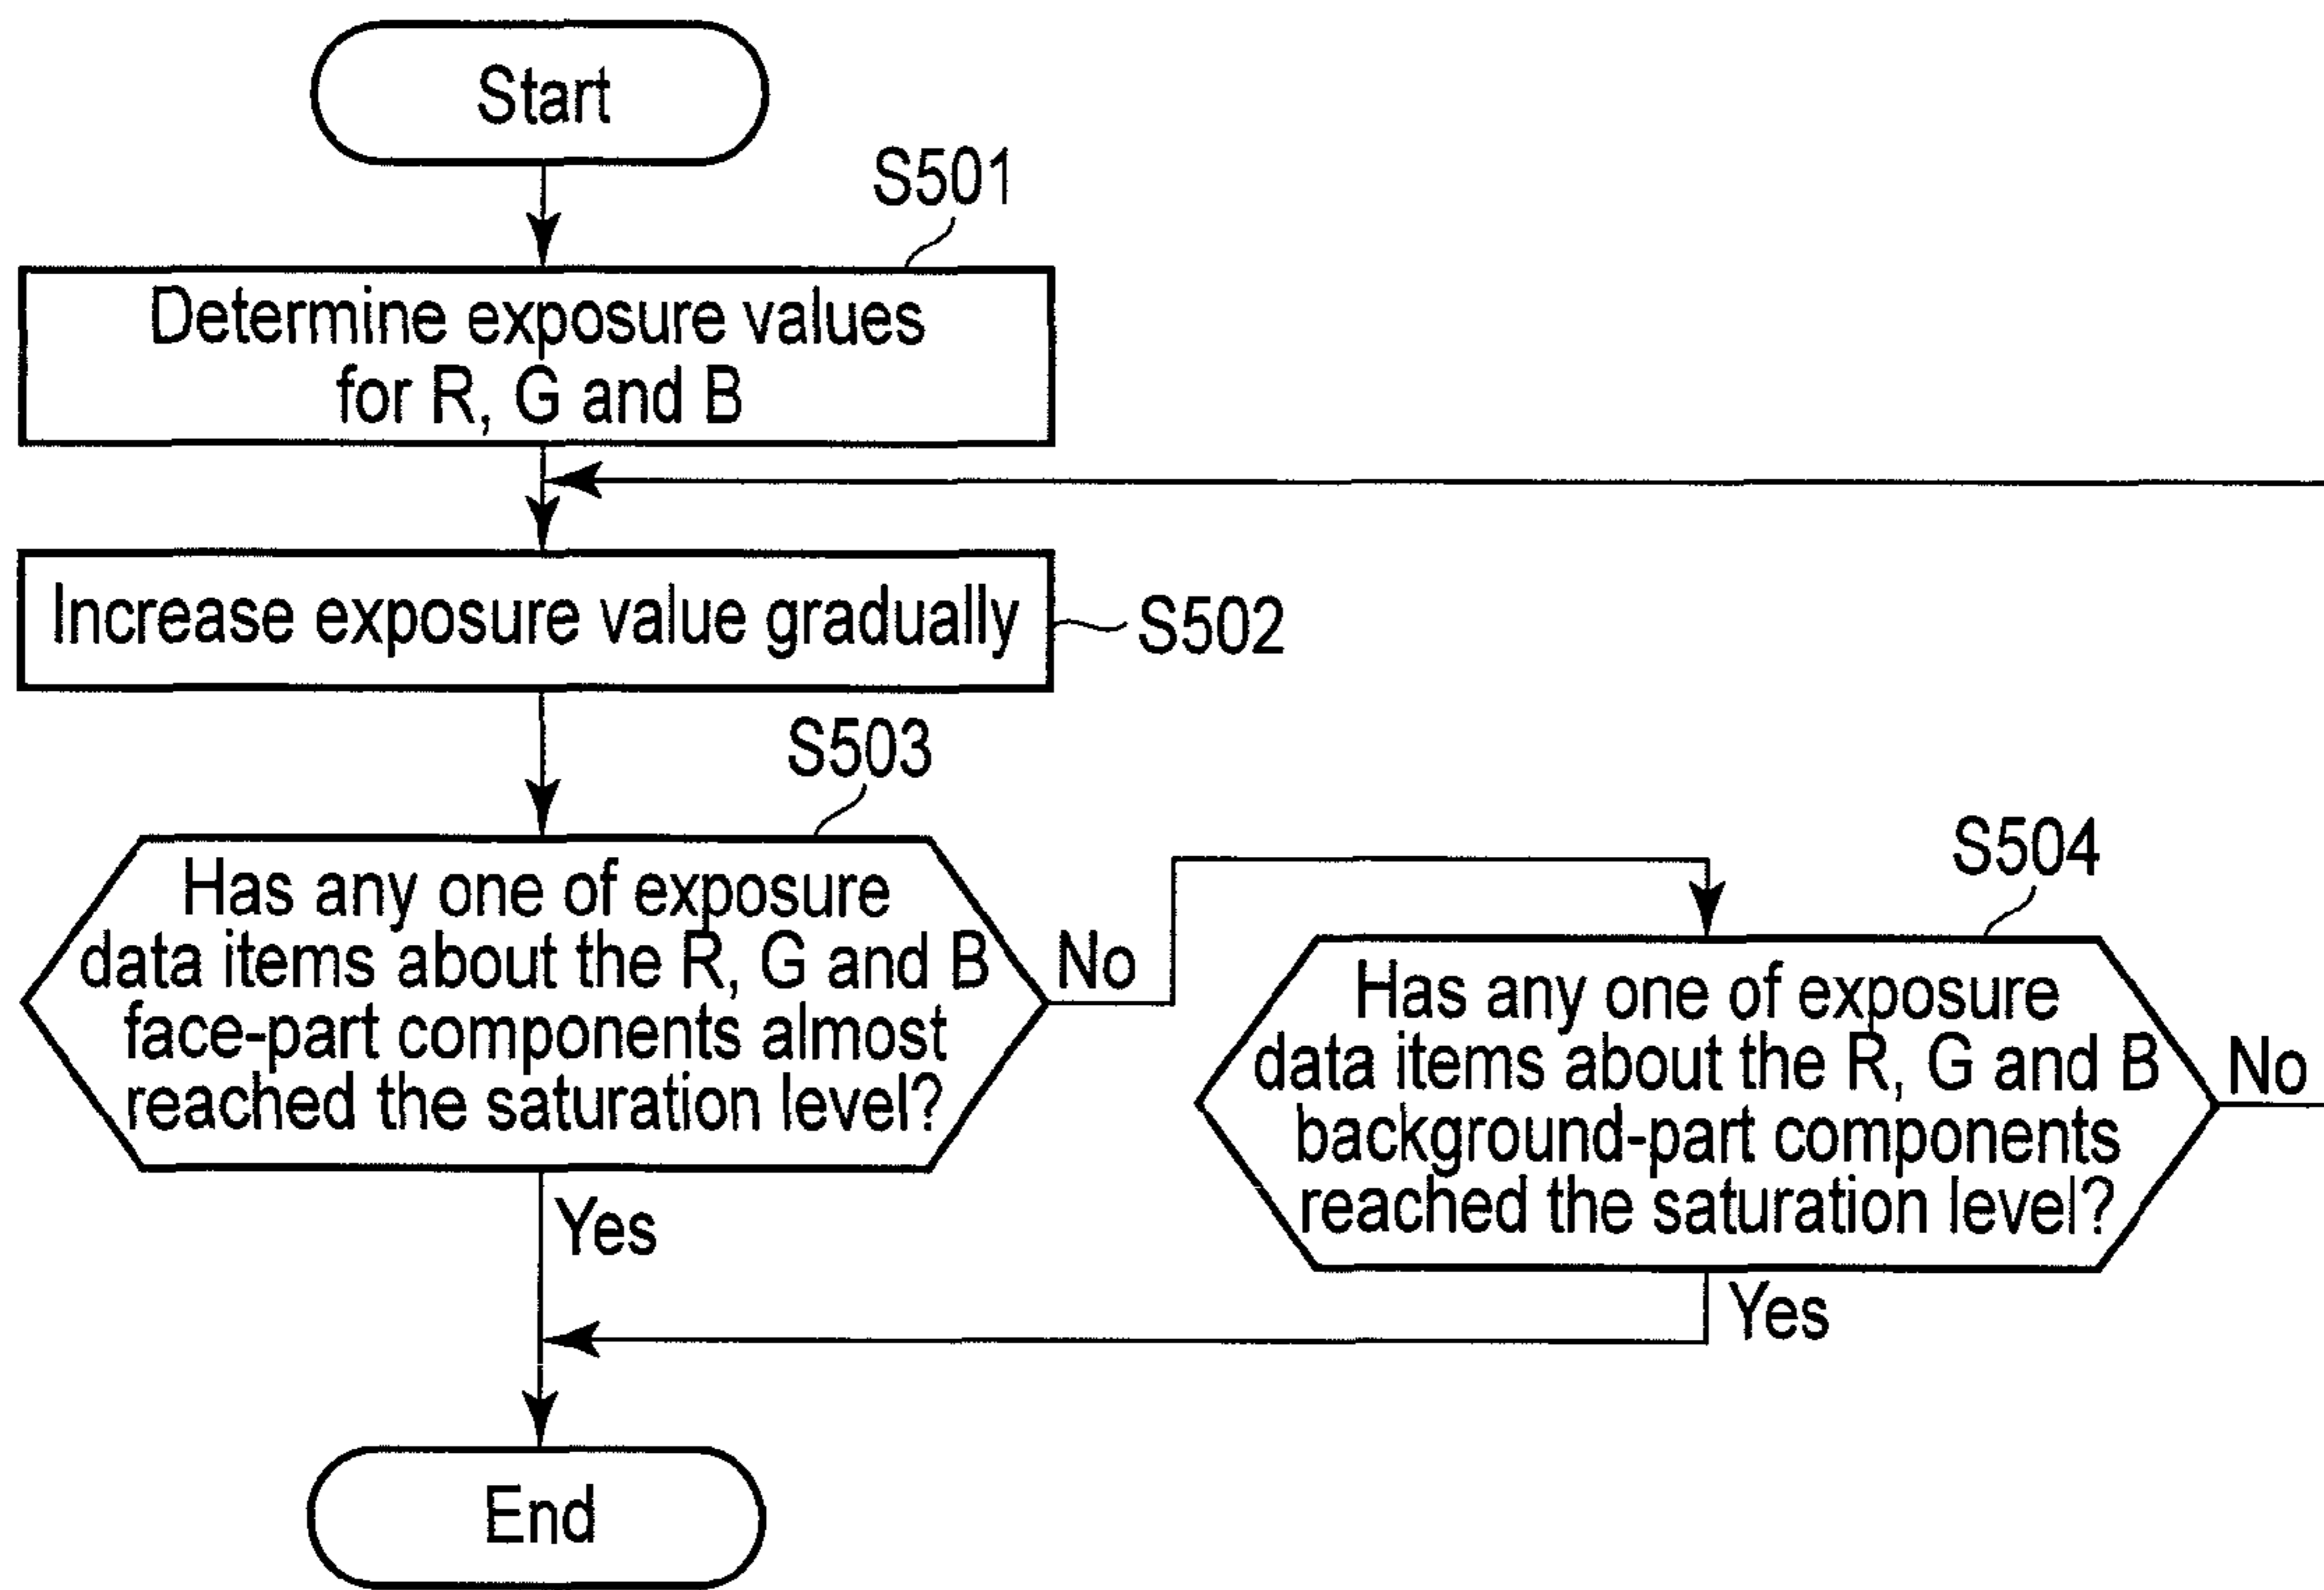 Start
S501
Determine exposure values
for R, G and B
Increase exposure value gradually
S502
S503
Has any one of exposure
data items about the R, G and B
face-part components almost
reached the saturation level?
No
Yes
S504
Has any one of exposure
data items about the R, G and B
background-part components
reached the saturation level?
No
Yes
End